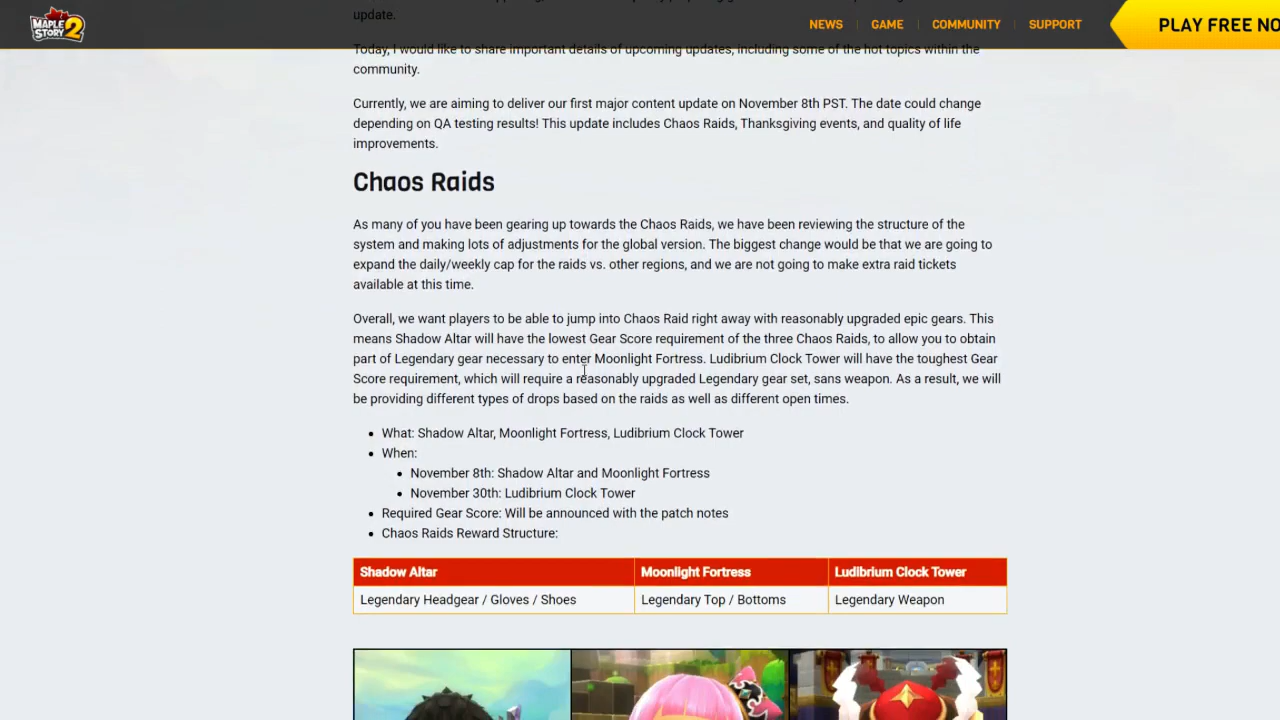 MAPLE STORY 2
NEWS
GAME
COMMUNITY
SUPPORT
PLAY FREE NO
update.
Today, I would like to share important details of upcoming updates, including some of the hot topics within the
community.
Currently, we are aiming to deliver our first major content update on November 8th PST. The date could change
depending on QA testing results! This update includes Chaos Raids, Thanksgiving events, and quality of life
improvements.
Chaos Raids
As many of you have been gearing up towards the Chaos Raids, we have been reviewing the structure of the
system and making lots of adjustments for the global version. The biggest change would be that we are going to
expand the daily/weekly cap for the raids vs. other regions, and we are not going to make extra raid tickets
available at this time.
Overall, we want players to be able to jump into Chaos Raid right away with reasonably upgraded epic gears. This
means Shadow Altar will have the lowest Gear Score requirement of the three Chaos Raids, to allow you to obtain
part of Legendary gear necessary to enter Moonlight Fortress. Ludibrium Clock Tower will have the toughest Gear
Score requirement, which will require a reasonably upgraded Legendary gear set, sans weapon. As a result, we will
be providing different types of drops based on the raids as well as different open times.
• What: Shadow Altar, Moonlight Fortress, Ludibrium Clock Tower
• When:
• November 8th: Shadow Altar and Moonlight Fortress
• November 30th: Ludibrium Clock Tower
• Required Gear Score: Will be announced with the patch notes
• Chaos Raids Reward Structure:
Shadow Altar Moonlight Fortress Ludibrium Clock Tower
Legendary Headgear / Gloves / Shoes Legendary Top / Bottoms Legendary Weapon